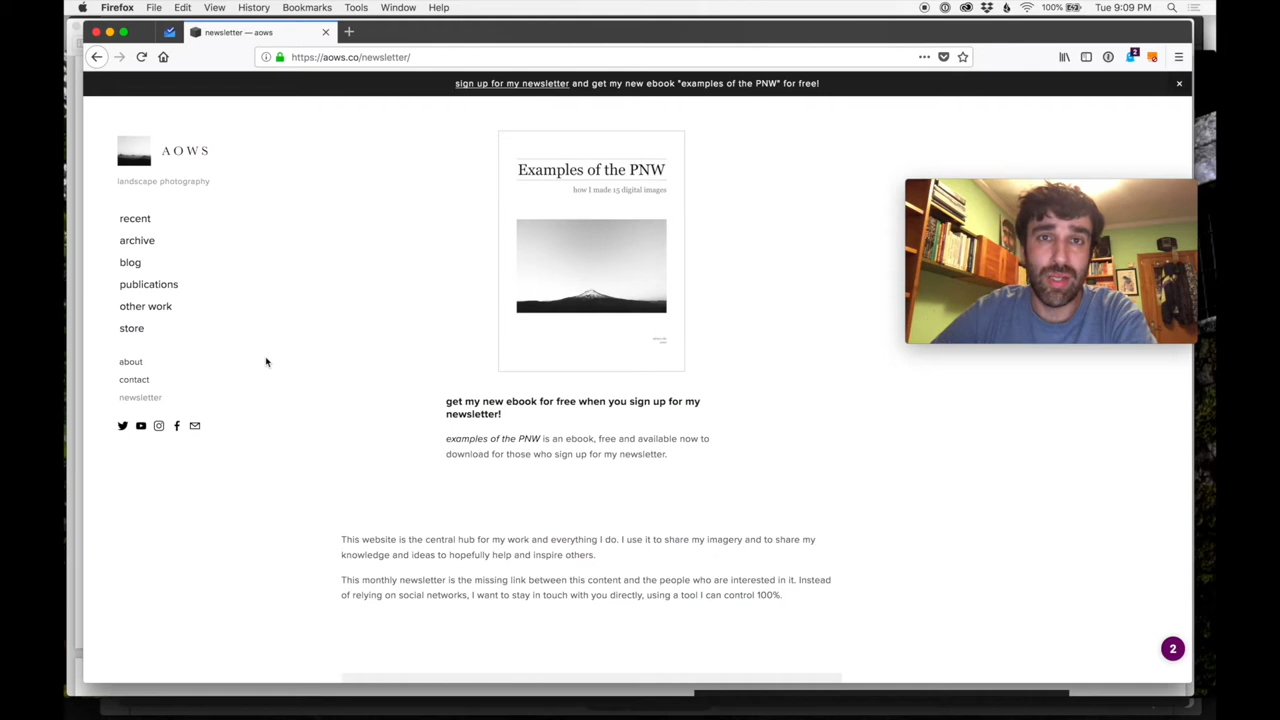 Firefox File Edit View History Bookmarks Tools Window Help 100% Tue 9:09 PM
newsletter — aows
https://aows.co/newsletter/
2
sign up for my newsletter and get my new ebook "examples of the PNW" for free!
AOWS
landscape photography
recent
archive
blog
publications
other work
store
about
contact
newsletter
Examples of the PNW
how I made 15 digital images
get my new ebook for free when you sign up for my
newsletter!
examples of the PNW is an ebook, free and available now to
download for those who sign up for my newsletter.
This website is the central hub for my work and everything I do. I use it to share my imagery and to share my
knowledge and ideas to hopefully help and inspire others.
This monthly newsletter is the missing link between this content and the people who are interested in it. Instead
of relying on social networks, I want to stay in touch with you directly, using a tool I can control 100%.
2